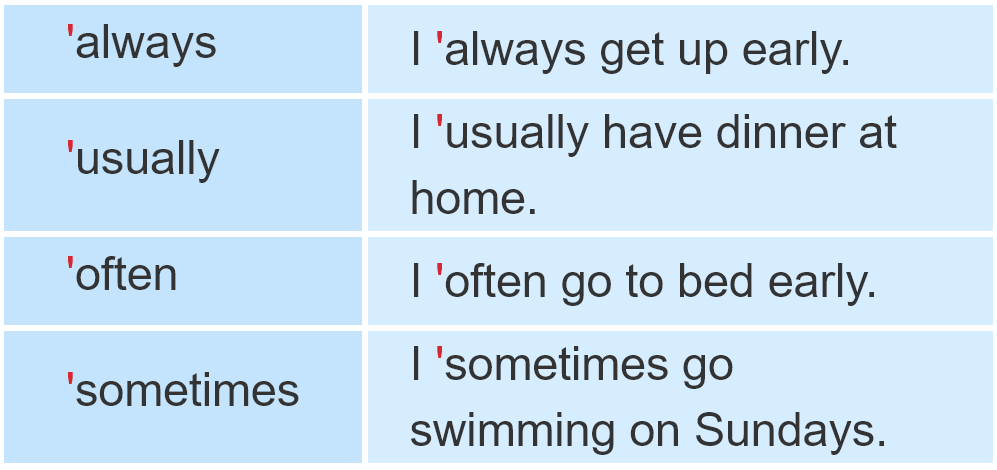 'always
I 'always get up early.
'usually
I 'usually have dinner at
home.
'often
I 'often go to bed early.
'sometimes
I 'sometimes go
swimming on Sundays.